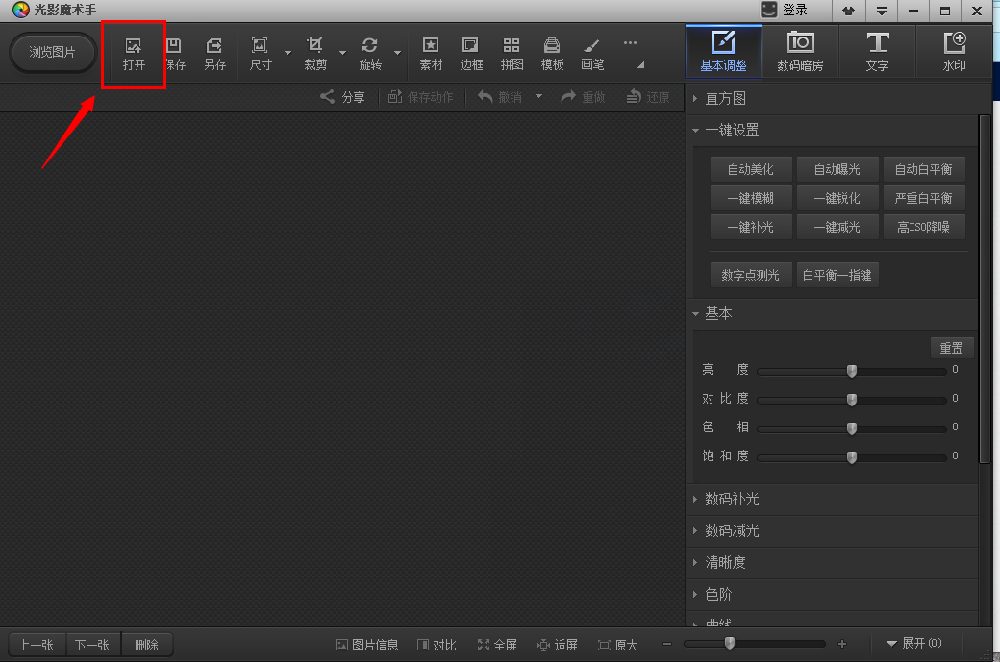 光影魔术手
登录
浏览图片
打开
保存
另存
尺寸
裁剪
旋转
素材
边框
拼图
模板
画笔
基本调整
数码暗房
文字
水印
分享
保存动作
撤销
重做
还原
直方图
一键设置
自动美化 自动曝光 自动白平衡
一键模糊 一键锐化 严重白平衡
一键补光 一键减光 高ISO降噪
数字点测光 白平衡一指键
基本
重置
亮度 0
对比度 0
色相 0
饱和度 0
数码补光
数码减光
清晰度
色阶
曲线
上一张 下一张 删除
图片信息 对比 全屏 适屏 原大
展开(0)